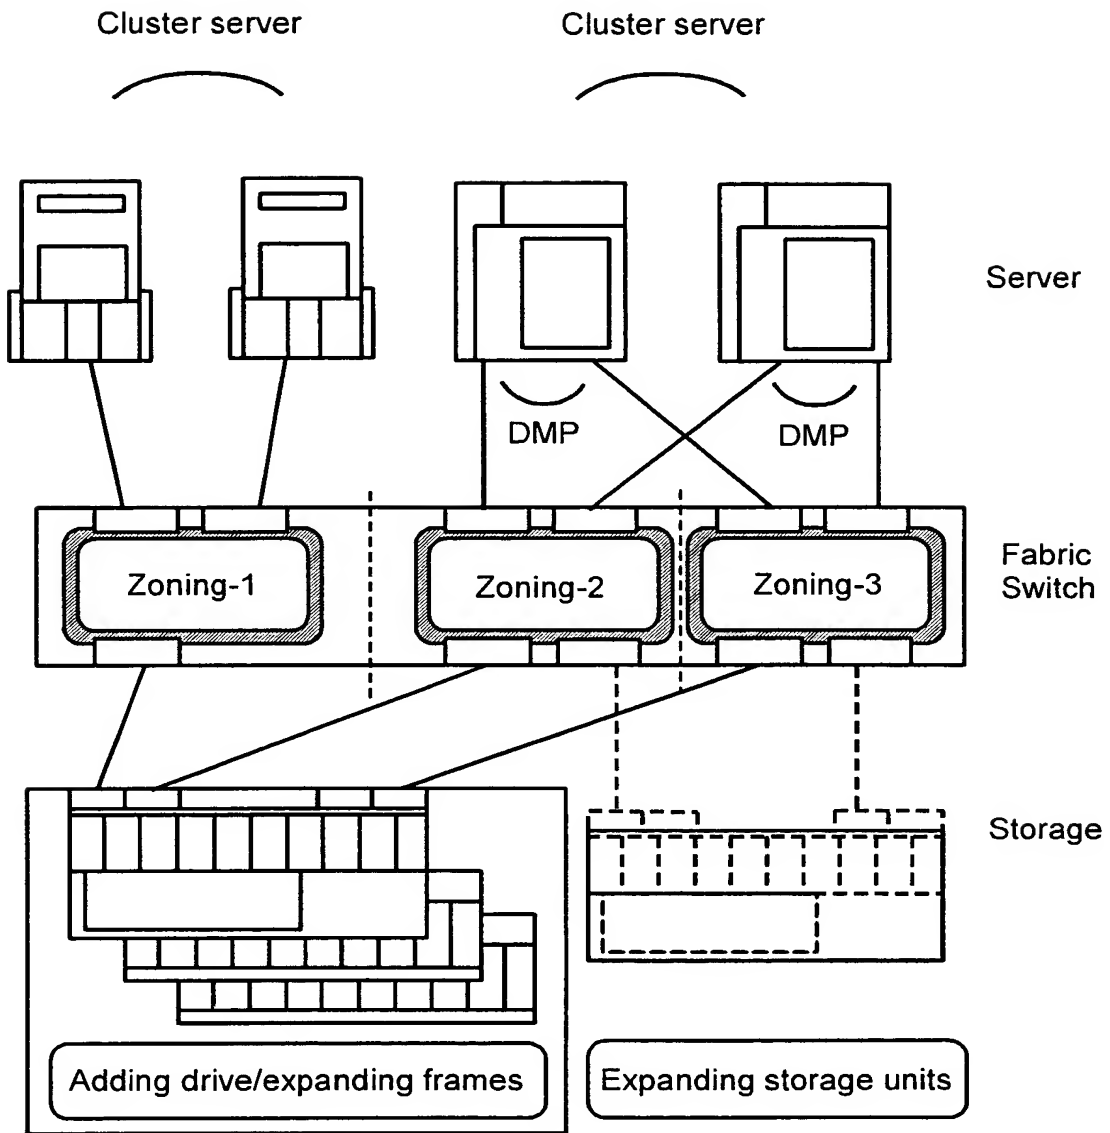 Cluster server
Cluster server
Server
DMP
DMP
Zoning-1
Zoning-2
Zoning-3
Fabric
Switch
Storage
Adding drive/expanding frames
Expanding storage units